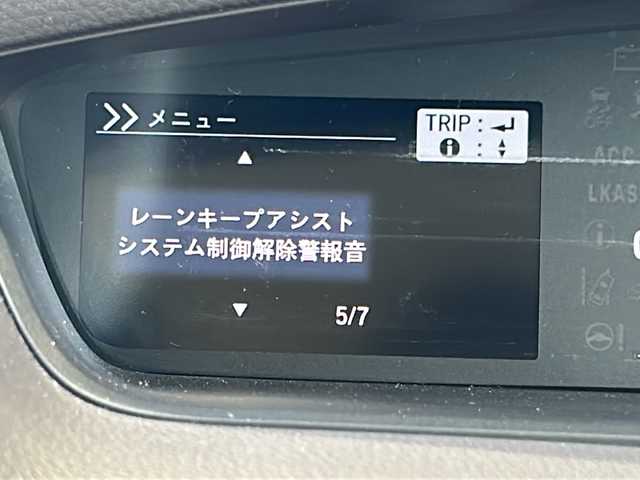 メニュー
TRIP :
:
レーンキープアシスト
システム制御解除警報音
5/7
ACC
LKAS